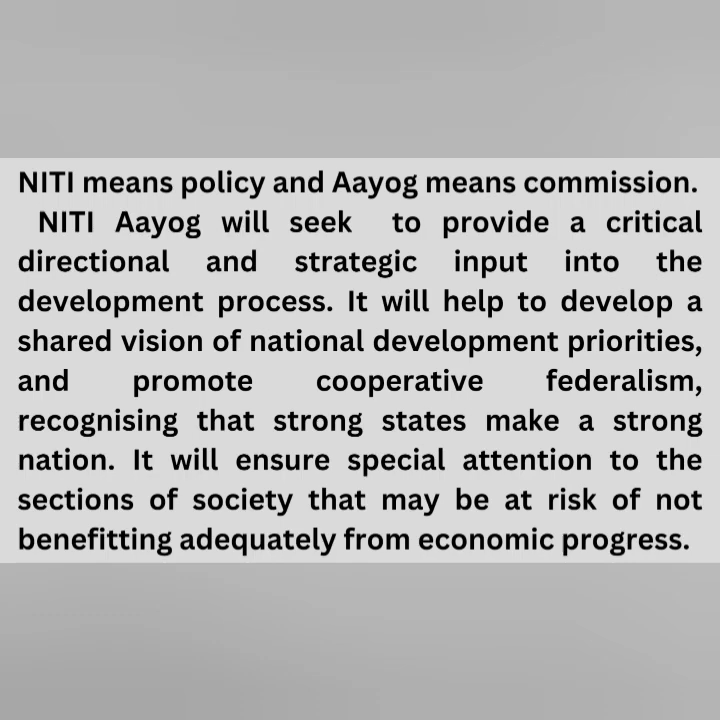 NITI means policy and Aayog means commission.
NITI Aayog will seek to provide a critical
directional and strategic input into the
development process. It will help to develop a
shared vision of national development priorities,
and promote cooperative federalism,
recognising that strong states make a strong
nation. It will ensure special attention to the
sections of society that may be at risk of not
benefitting adequately from economic progress.